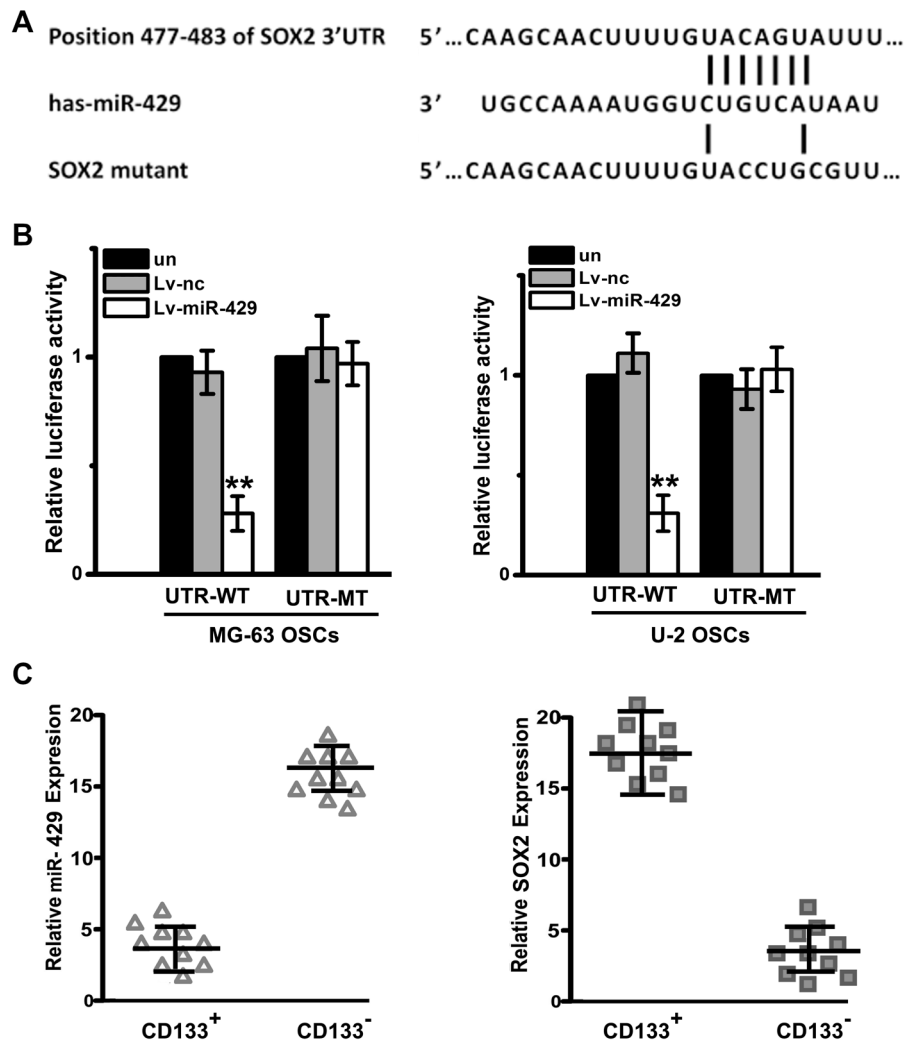 A
Position 477-483 of SOX2 3'UTR 5'...CAAGCAACUUUUGUACAGUAUUU...
has-miR-429 3' UGCCAAAAUGGUCUGUCAUAAU
SOX2 mutant 5'...CAAGCAACUUUUGUACCUGCGUU...
B
Relative luciferase activity
un
Lv-nc
Lv-miR-429
1
0
**
UTR-WT UTR-MT
MG-63 OSCs
Relative luciferase activity
un
Lv-nc
Lv-miR-429
1
0
**
UTR-WT UTR-MT
U-2 OSCs
C
Relative miR-429 Expression
20
15
10
5
0
CD133+ CD133-
Relative SOX2 Expression
20
15
10
5
0
CD133+ CD133-